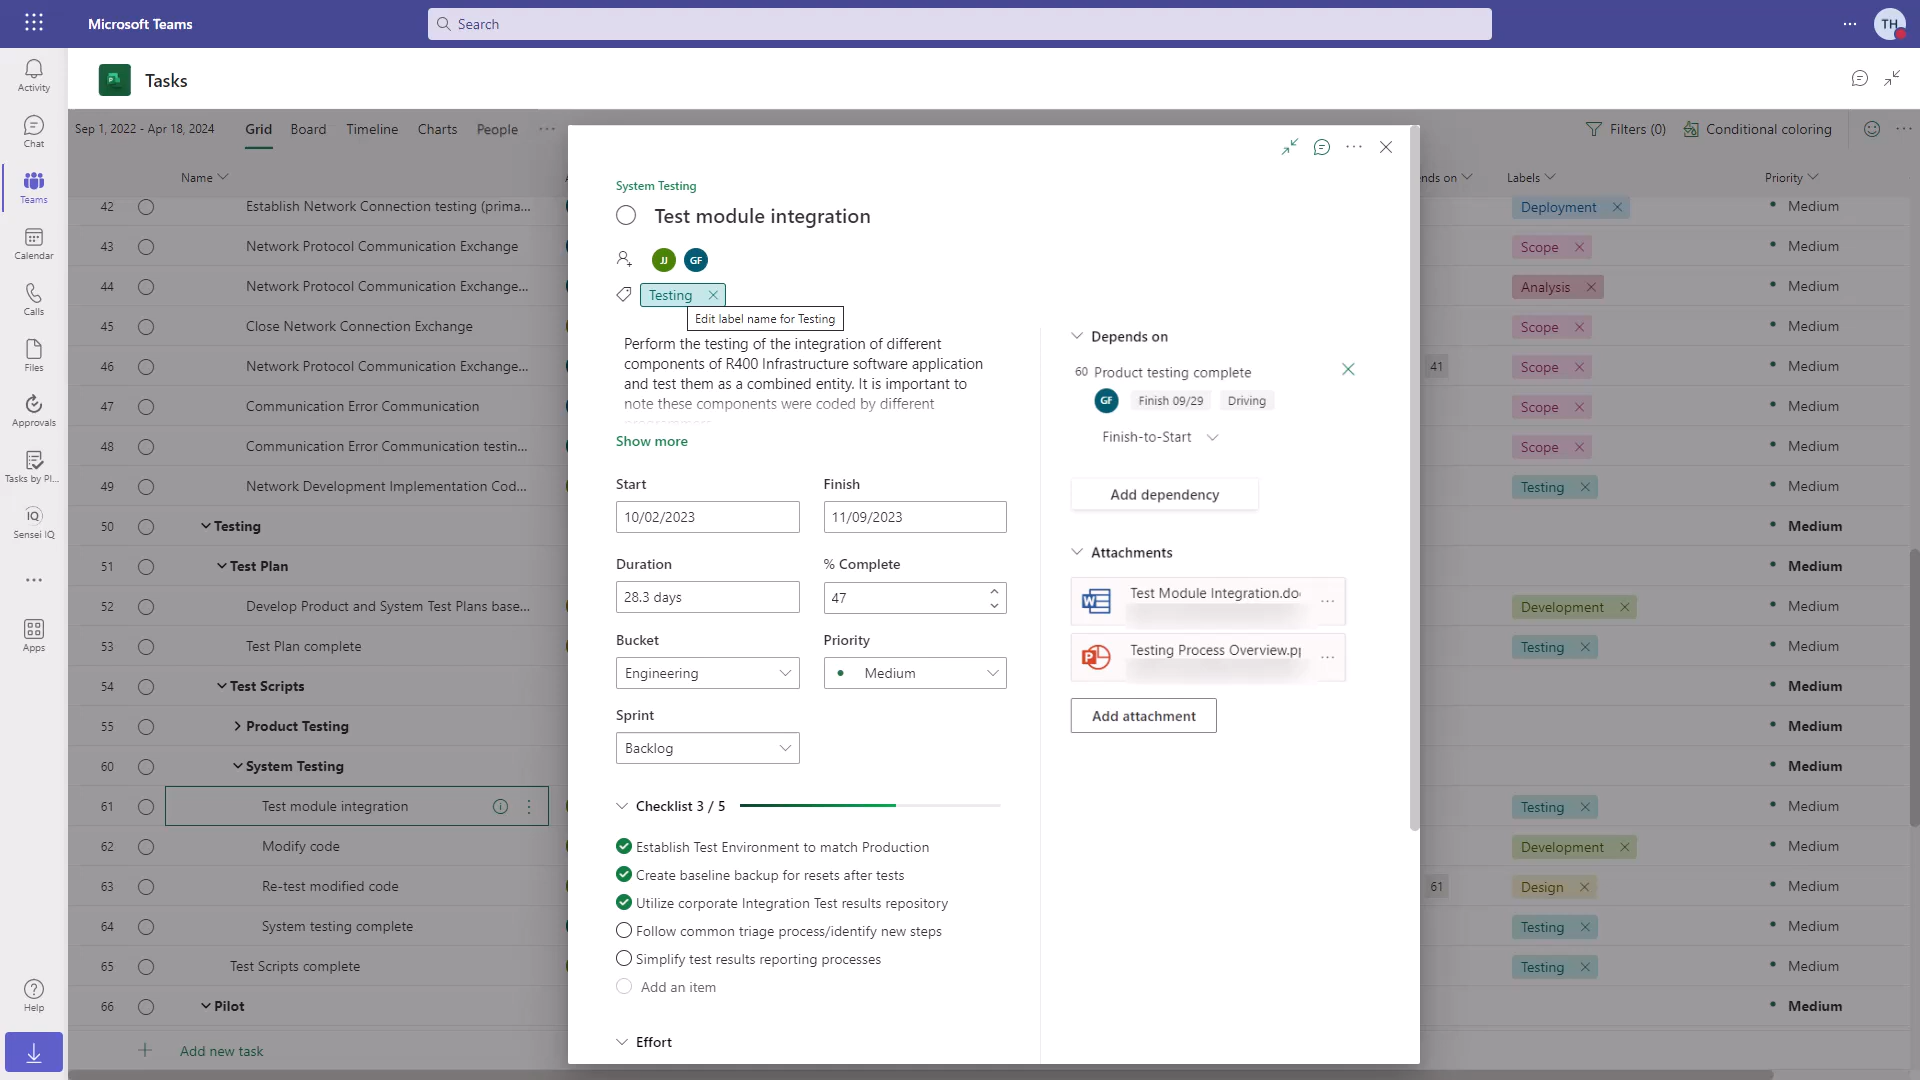 Microsoft Teams
Search
TH
Activity
Chat
Teams
Calendar
Calls
Files
Approvals
Tasks by Pl...
IQ
Sensei IQ
Apps
Help
Tasks
Sep 1, 2022 - Apr 18, 2024
Grid
Board
Timeline
Charts
People
Filters (0)
Conditional coloring
Name
nds on
Labels
Priority
42 Establish Network Connection testing (prima... Deployment Medium
43 Network Protocol Communication Exchange Scope Medium
44 Network Protocol Communication Exchange... Analysis Medium
45 Close Network Connection Exchange Scope Medium
46 Network Protocol Communication Exchange... 41 Scope Medium
47 Communication Error Communication Scope Medium
48 Communication Error Communication testin... Scope Medium
49 Network Development Implementation Cod... Testing Medium
50 Testing Medium
51 Test Plan Medium
52 Develop Product and System Test Plans base... Development Medium
53 Test Plan complete Testing Medium
54 Test Scripts Medium
55 Product Testing Medium
60 System Testing Medium
61 Test module integration Testing Medium
62 Modify code Development Medium
63 Re-test modified code 61 Design Medium
64 System testing complete Testing Medium
65 Test Scripts complete Testing Medium
66 Pilot Medium
Add new task
System Testing
Test module integration
JJ GF
Testing
Edit label name for Testing
Perform the testing of the integration of different
components of R400 Infrastructure software application
and test them as a combined entity. It is important to
note these components were coded by different
Show more
Start
10/02/2023
Finish
11/09/2023
Duration
28.3 days
% Complete
47
Bucket
Engineering
Priority
Medium
Sprint
Backlog
Checklist 3 / 5
Establish Test Environment to match Production
Create baseline backup for resets after tests
Utilize corporate Integration Test results repository
Follow common triage process/identify new steps
Simplify test results reporting processes
Add an item
Effort
Depends on
60 Product testing complete
GF Finish 09/29 Driving
Finish-to-Start
Add dependency
Attachments
Test Module Integration.do
Testing Process Overview.p
Add attachment